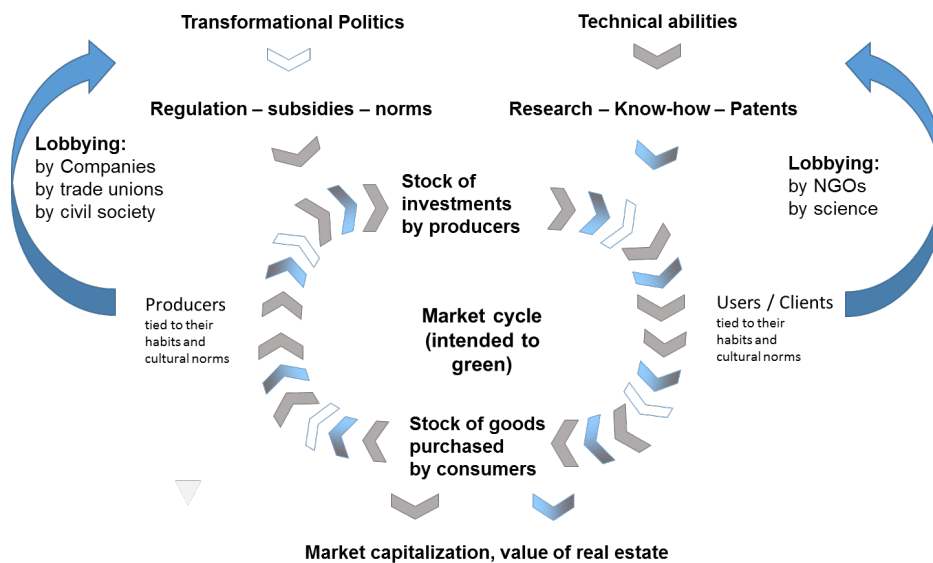 Transformational Politics
Technical abilities
Regulation – subsidies – norms
Research – Know-how – Patents
Lobbying:
by Companies
by trade unions
by civil society
Stock of
investments
by producers
Lobbying:
by NGOs
by science
Producers
tied to their
habits and
cultural norms
Market cycle
(intended to
green)
Users / Clients
tied to their
habits and
cultural norms
Stock of goods
purchased
by consumers
Market capitalization, value of real estate